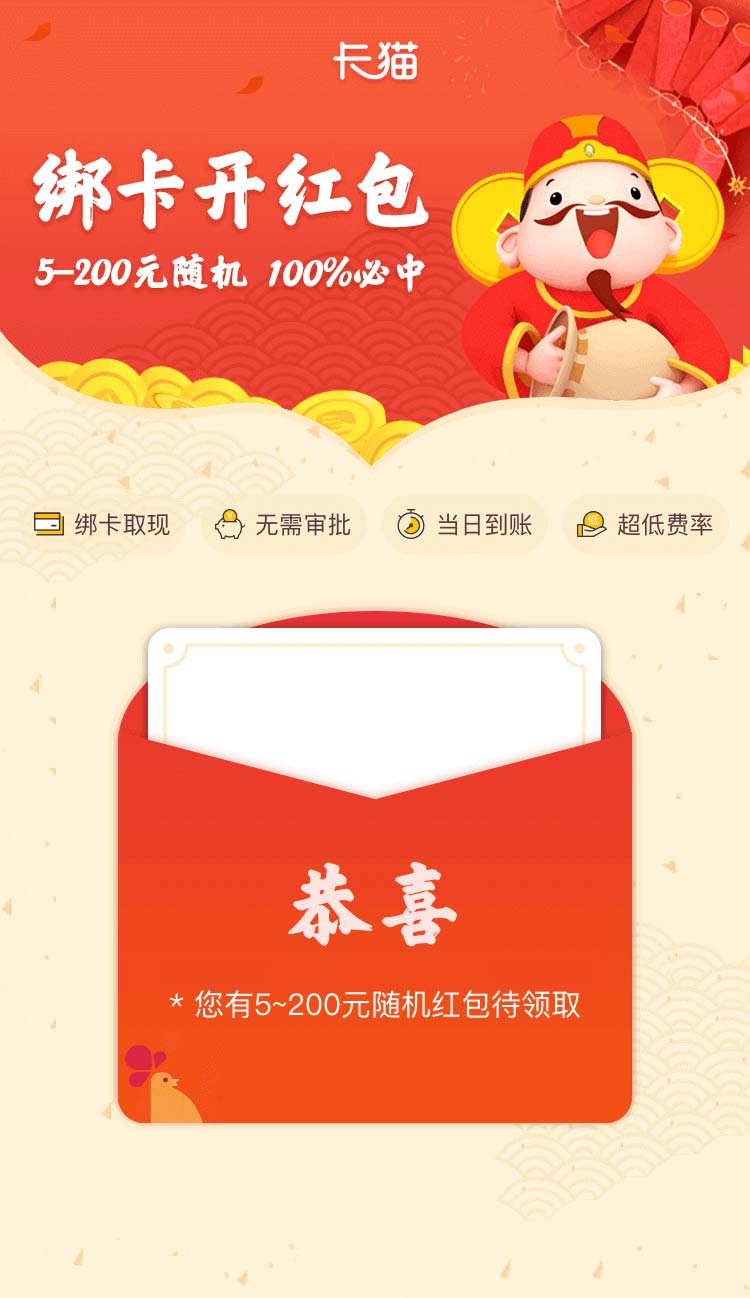 卡猫
绑卡开红包
5-200元随机 100%必中
绑卡取现 无需审批 当日到账 超低费率
恭喜
* 您有5~200元随机红包待领取